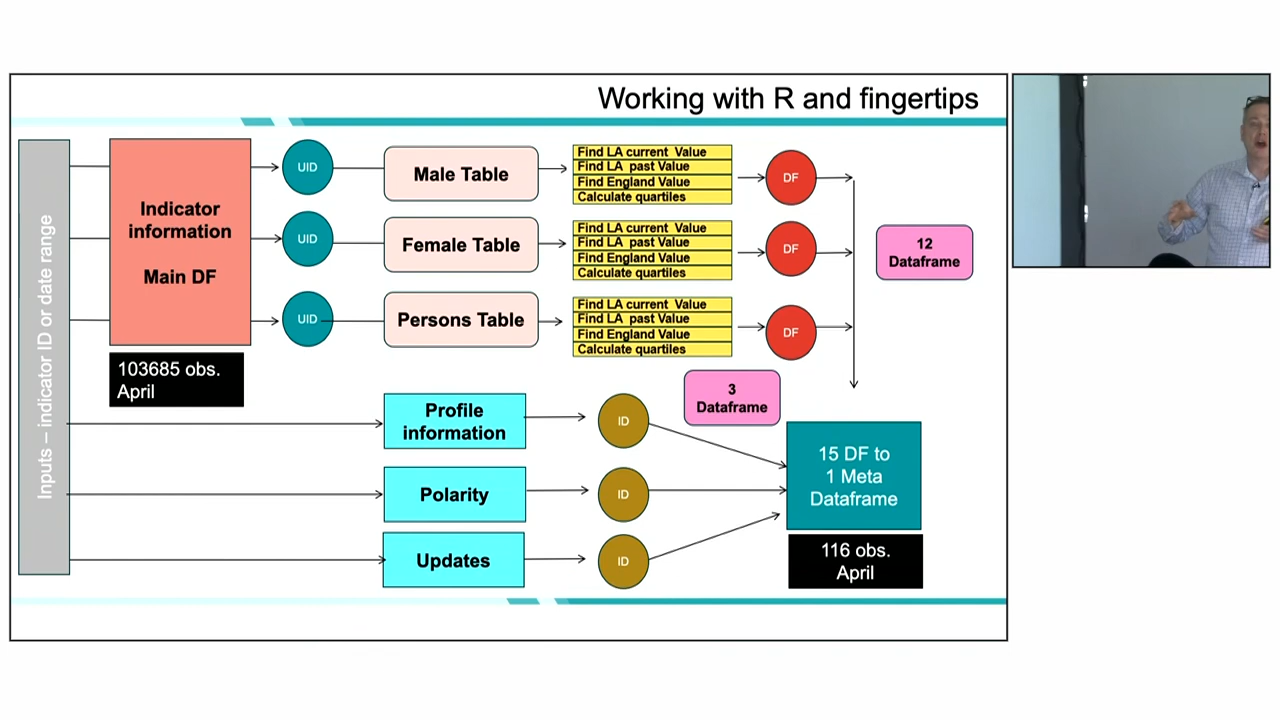 Working with R and fingertips
Inputs – indicator ID or date range
Indicator
information
Main DF
103685 obs.
April
UID
Male Table
Find LA current Value
Find LA past Value
Find England Value
Calculate quartiles
DF
UID
Female Table
Find LA current Value
Find LA past Value
Find England Value
Calculate quartiles
DF
UID
Persons Table
Find LA current Value
Find LA past Value
Find England Value
Calculate quartiles
DF
12
Dataframe
3
Dataframe
Profile
information
ID
Polarity
ID
Updates
ID
15 DF to
1 Meta
Dataframe
116 obs.
April